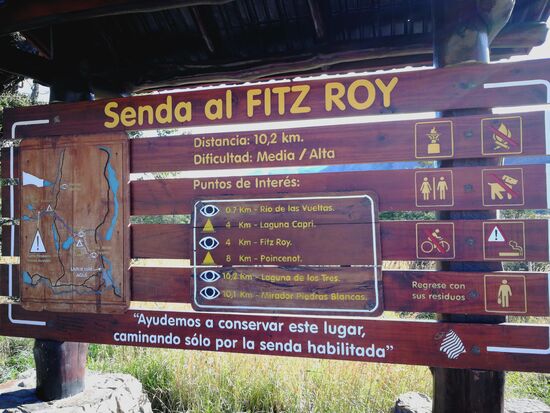 Senda al FITZ ROY
Distancia: 10,2 km.
Dificultad: Media / Alta
Puntos de Interés:
0.7 Km - Río de las Vueltas.
4 Km - Laguna Capri.
4 Km - Fitz Roy.
8 Km - Poincenot.
10,2 Km - Laguna de los Tres.
10,1 Km - Mirador Piedras Blancas.
Regrese con
sus residuos
"Ayudemos a conservar este lugar,
caminando sólo por la senda habilitada"